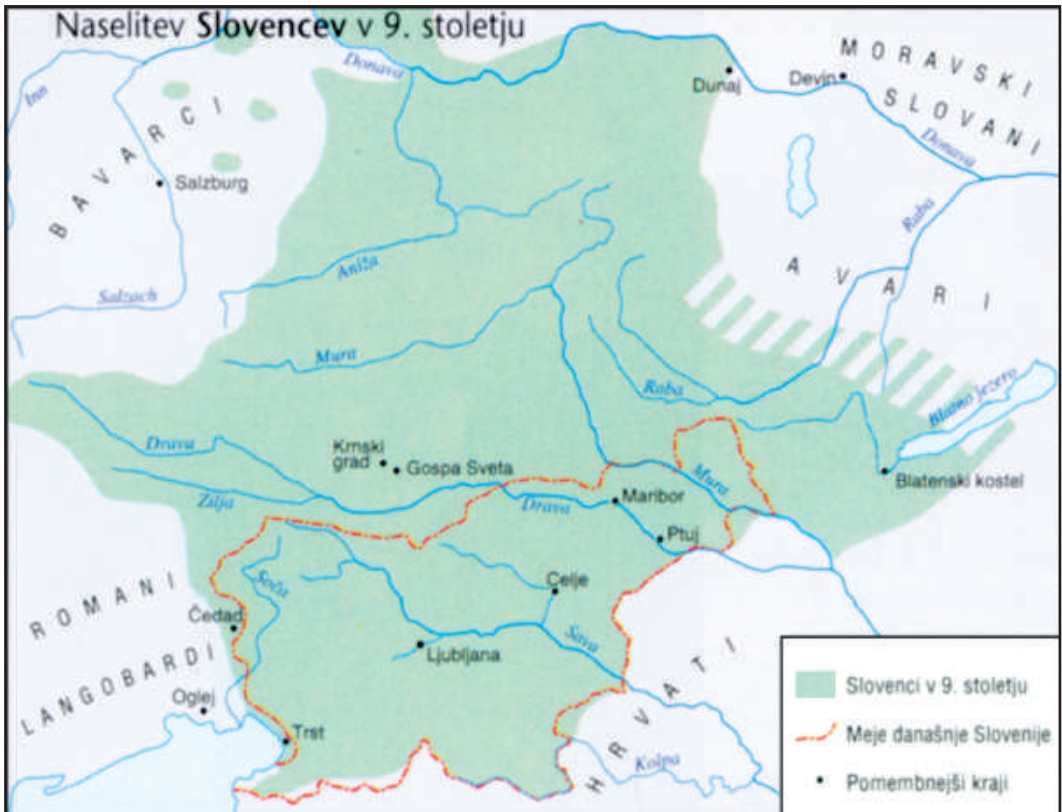 Naselitev Slovencev v 9. stoletju
Donava
Inn
Dunaj
Devin
MORAVSKI
SLOVANI
Donava
BAVARCI
Salzburg
Raba
Salzach
Aniža
AVARI
Mura
Raba
Blatno jezero
Drava
Krnski
grad
Gospa Sveta
Blatenski kostel
Zilja
Drava
Maribor
Mura
Ptuj
Soča
Celje
ROMANI
Čedad
Ljubljana
Sava
LANGOBARDI
Oglej
Trst
HRVATI
Kolpa
Slovenci v 9. stoletju
Meje današnje Slovenije
Pomembnejši kraji